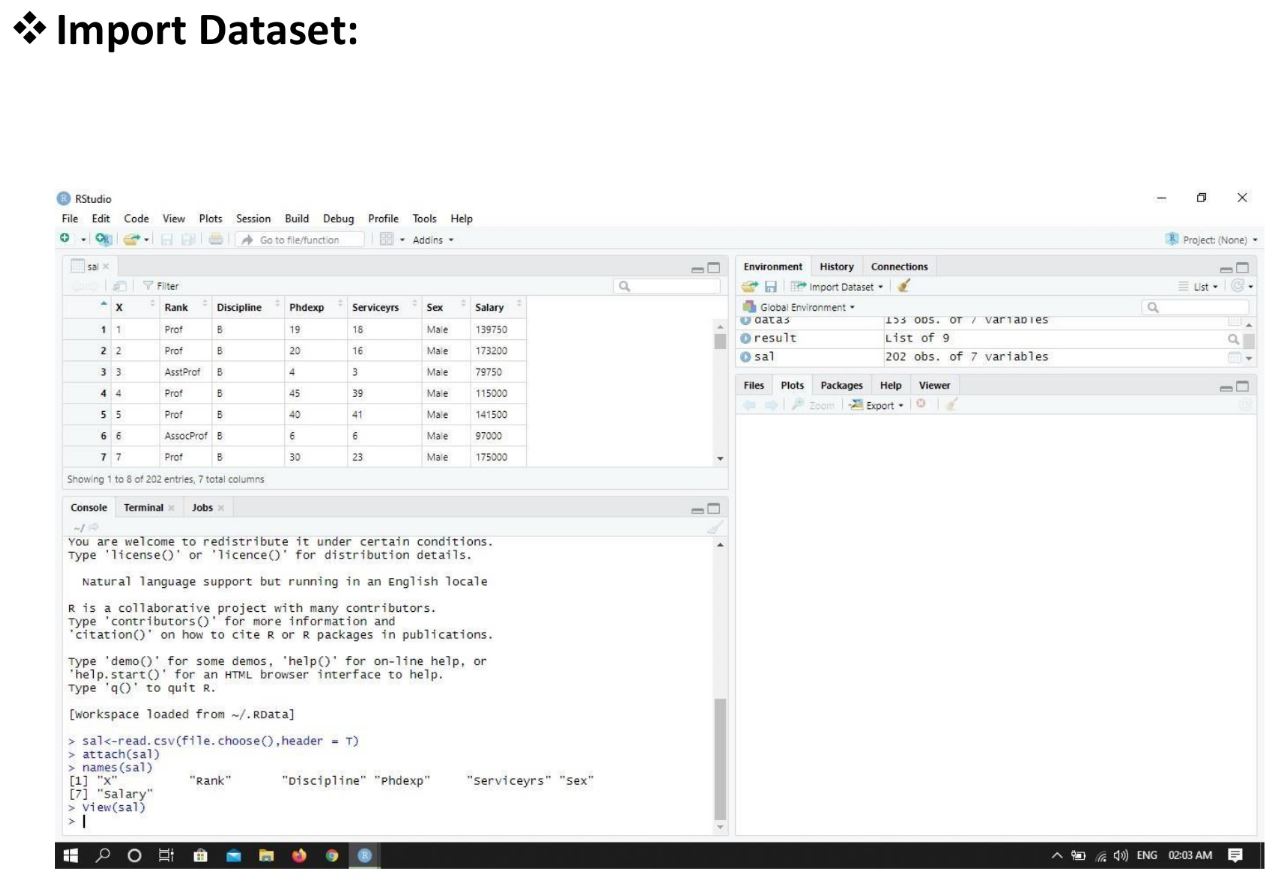 ❖ Import Dataset:
RStudio
File Edit Code View Plots Session Build Debug Profile Tools Help
Go to file/function Addins Project: (None)
sal
Filter
X Rank Discipline Phdexp Serviceyrs Sex Salary
1 1 Prof B 19 18 Male 139750
2 2 Prof B 20 16 Male 173200
3 3 AsstProf B 4 3 Male 79750
4 4 Prof B 45 39 Male 115000
5 5 Prof B 40 41 Male 141500
6 6 AssocProf B 6 6 Male 97000
7 7 Prof B 30 23 Male 175000
Showing 1 to 8 of 202 entries, 7 total columns
Console Terminal Jobs
~/
You are welcome to redistribute it under certain conditions.
Type 'license()' or 'licence()' for distribution details.
Natural language support but running in an English locale
R is a collaborative project with many contributors.
Type 'contributors()' for more information and
'citation()' on how to cite R or R packages in publications.
Type 'demo()' for some demos, 'help()' for on-line help, or
'help.start()' for an HTML browser interface to help.
Type 'q()' to quit R.
[Workspace loaded from ~/.RData]
> sal<-read.csv(file.choose(),header = T)
> attach(sal)
> names(sal)
[1] "X" "Rank" "Discipline" "Phdexp" "Serviceyrs" "Sex"
[7] "Salary"
> View(sal)
>
Environment History Connections
Import Dataset List
Global Environment
data3 153 obs. of 7 variables
result List of 9
sal 202 obs. of 7 variables
Files Plots Packages Help Viewer
Zoom Export
ENG 02:03 AM